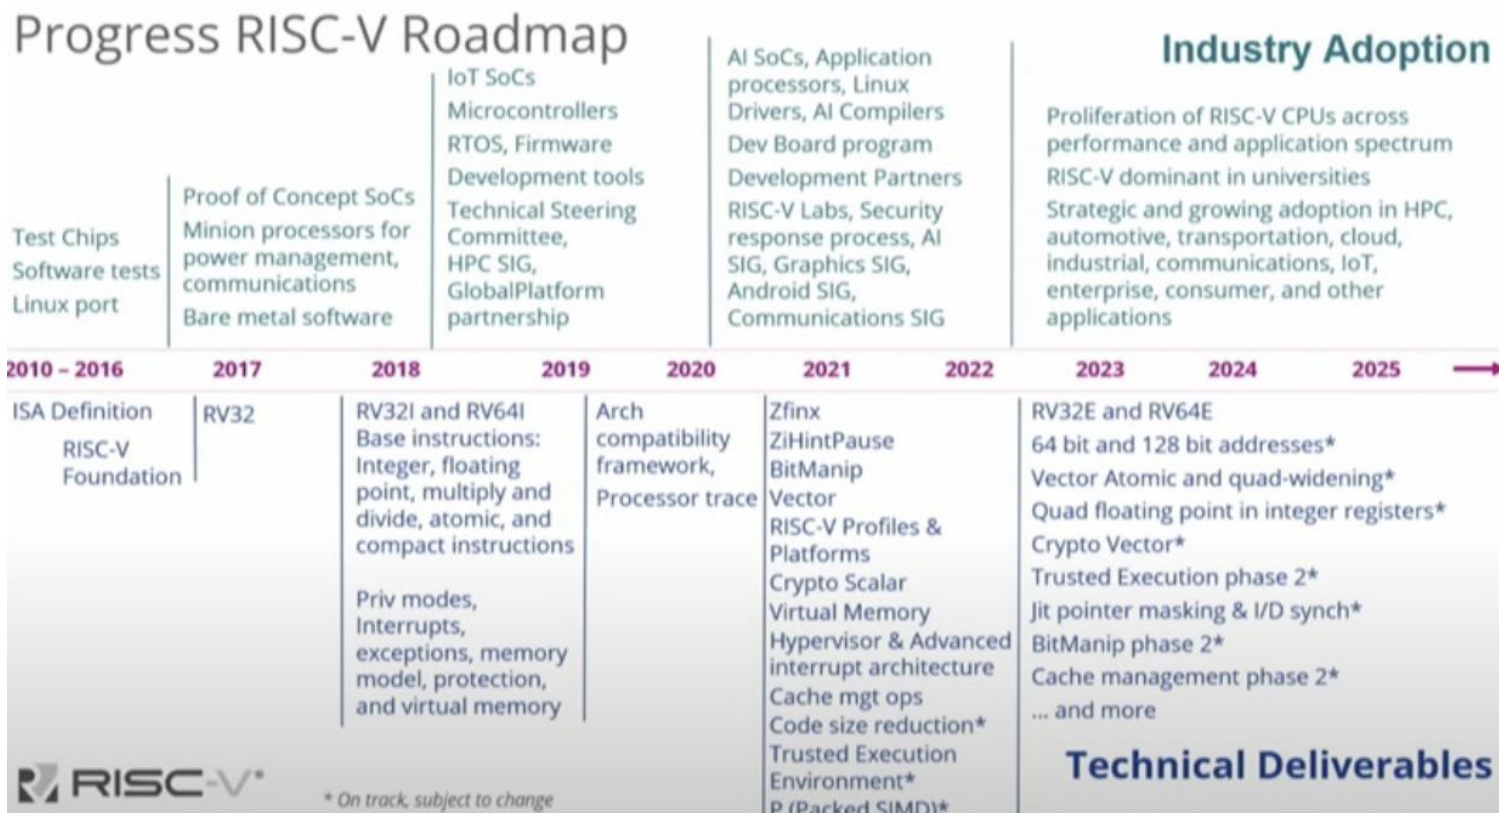 Progress RISC-V Roadmap
Industry Adoption
Test Chips
Software tests
Linux port
Proof of Concept SoCs
Minion processors for
power management,
communications
Bare metal software
IoT SoCs
Microcontrollers
RTOS, Firmware
Development tools
Technical Steering
Committee,
HPC SIG,
GlobalPlatform
partnership
AI SoCs, Application
processors, Linux
Drivers, AI Compilers
Dev Board program
Development Partners
RISC-V Labs, Security
response process, AI
SIG, Graphics SIG,
Android SIG,
Communications SIG
Proliferation of RISC-V CPUs across
performance and application spectrum
RISC-V dominant in universities
Strategic and growing adoption in HPC,
automotive, transportation, cloud,
industrial, communications, IoT,
enterprise, consumer, and other
applications
2010 – 2016 2017 2018 2019 2020 2021 2022 2023 2024 2025
ISA Definition
RISC-V
Foundation
RV32
RV32I and RV64I
Base instructions:
Integer, floating
point, multiply and
divide, atomic, and
compact instructions
Priv modes,
Interrupts,
exceptions, memory
model, protection,
and virtual memory
Arch
compatibility
framework,
Processor trace
Zfinx
ZiHintPause
BitManip
Vector
RISC-V Profiles &
Platforms
Crypto Scalar
Virtual Memory
Hypervisor & Advanced
interrupt architecture
Cache mgt ops
Code size reduction*
Trusted Execution
Environment*
P (Packed SIMD)*
RV32E and RV64E
64 bit and 128 bit addresses*
Vector Atomic and quad-widening*
Quad floating point in integer registers*
Crypto Vector*
Trusted Execution phase 2*
Jit pointer masking & I/D synch*
BitManip phase 2*
Cache management phase 2*
... and more
Technical Deliverables
RISC-V®
* On track, subject to change